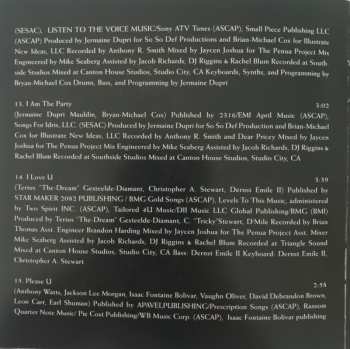 (SESAC),  LISTEN TO THE VOICE MUSIC/Sony ATV Tunes (ASCAP), Small Piece Publishing LLC
(ASCAP) Produced by Jermaine Dupri for So So Def Productions and Brian-Michael Cox for Illustrate
New Ideas, LLC Recorded by Anthony R. Smith Mixed by Jaycen Joshua for The Penua Project Mix
Engineered by Mike Seaberg Assisted by Jacob Richards, DJ Riggins & Rachel Blum Recorded at South-
side Studios Mixed at Canton House Studios, Studio City, CA Keyboards, Synths, and Programming by
Bryan-Michael Cox Drums, Bass, and Programming by Jermaine Dupri
13. I Am The Party 3:02
(Jermaine Dupri Mauldin, Bryan-Michael Cox) Published by 2316/EMI April Music (ASCAP),
Songs For Idris, LLC. (SESAC) Produced by Jermaine Dupri for So So Def Production and Brian-Michael
Cox for Illustrate New Ideas, LLC Recorded by Anthony R. Smith and Dear Pricey Mixed by Jaycen
Joshua for The Penua Project Mix Engineered by Mike Seaberg Assisted by Jacob Richards, DJ Riggins &
Rachel Blum Recorded at Southside Studios Mixed at Canton House Studios, Studio City, CA
14. I Love U 3:39
(Terius "The-Dream" Gesteelde-Diamant, Christopher A. Stewart, Dernst Emile II) Published by
STAR MAKER 2082 PUBLISHING / BMG Gold Songs (ASCAP), Levels To This Music; administered
by Two Spirit INC. (ASCAP), Tailored 4U Music/DII Music LLC Global Publishing/BMG (BMI)
Produced by Terius "The-Dream" Gesteelde-Diamant, C. "Tricky"Stewart, D'Mile Recorded by Brian
Thomas Asst. Engineer Brandon Harding Mixed by Jaycen Joshua for The Penua Project Asst. Mixer
Mike Seaberg Assisted by Jacob Richards, DJ Riggins & Rachel Blum Recorded at Triangle Sound
Mixed at Canton House Studios, Studio City, CA Bass: Dernst Emile II Keyboard: Dernst Emile II,
Christopher A. Stewart
15. Please U 2:58
(Anthony Watts, Jackson Lee Morgan, Isaac Fontaine Bolivar, Vaughn Oliver, David Debrandon Brown,
Leon Carr, Earl Shuman) Published by APAVELPUBLISHING/Prescription Songs (ASCAP), Ransom
Quarter Note Music/ Pie Cost Publishing/WB Music Corp. (ASCAP), Isaac Fontaine Bolivar publishing